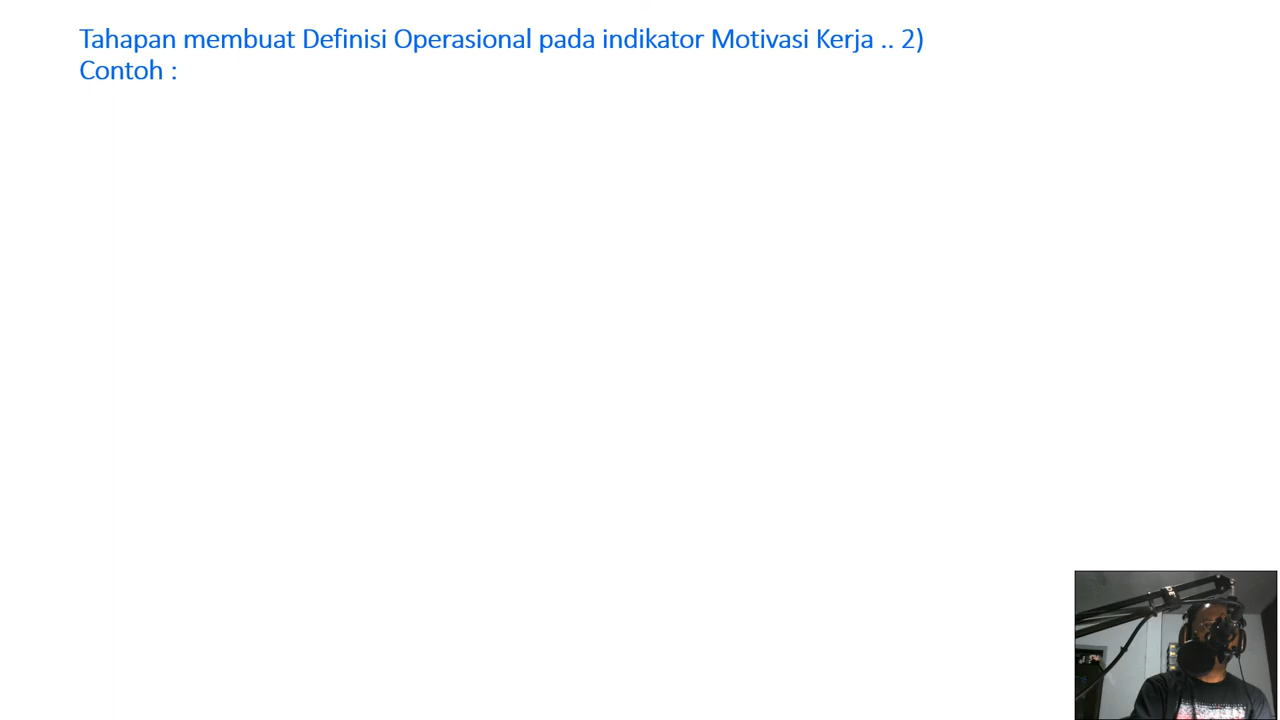 Tahapan membuat Definisi Operasional pada indikator Motivasi Kerja .. 2)
Contoh :